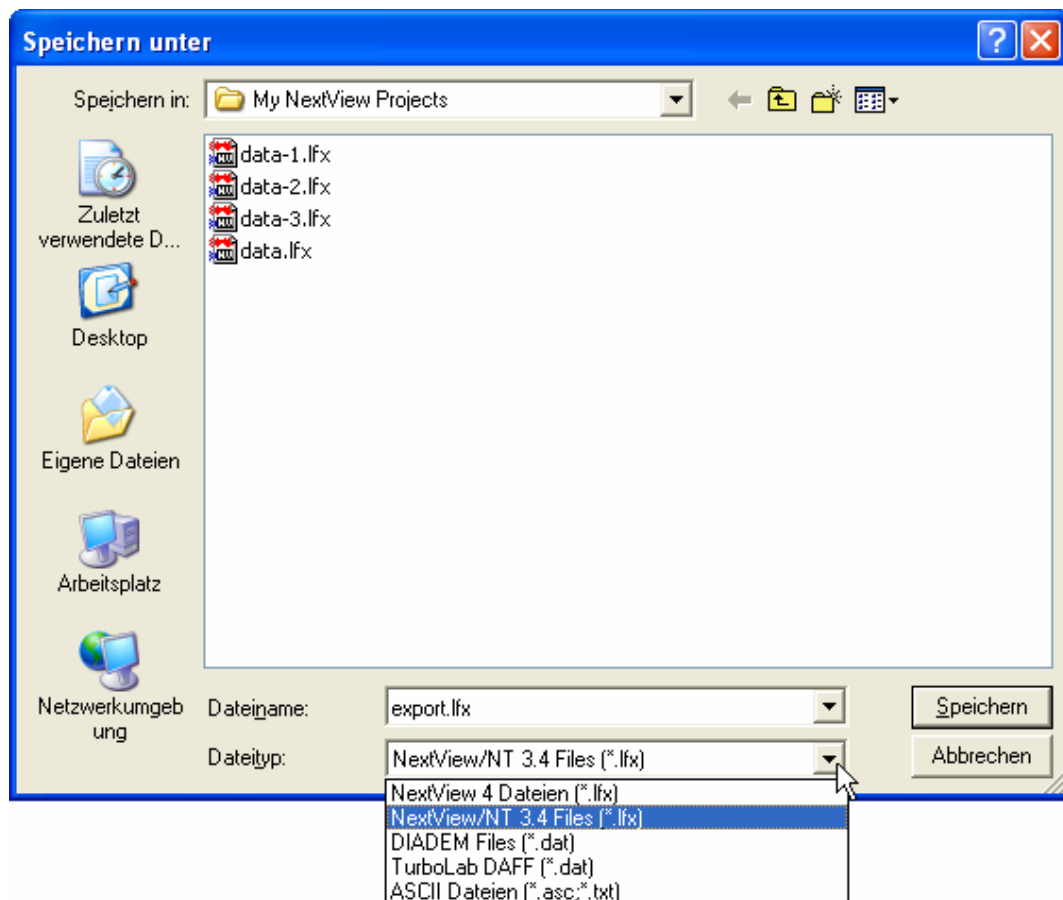 Speichern unter
Speichern in:
My NextView Projects
data-1.lfx
data-2.lfx
data-3.lfx
data.lfx
Zuletzt
verwendete D...
Desktop
Eigene Dateien
Arbeitsplatz
Netzwerkumgeb
ung
Dateiname:
export.lfx
Speichern
Dateityp:
NextView/NT 3.4 Files (*.lfx)
Abbrechen
NextView 4 Dateien (*.lfx)
NextView/NT 3.4 Files (*.lfx)
DIADEM Files (*.dat)
TurboLab DAFF (*.dat)
ASCII Dateien (*.asc;*.txt)